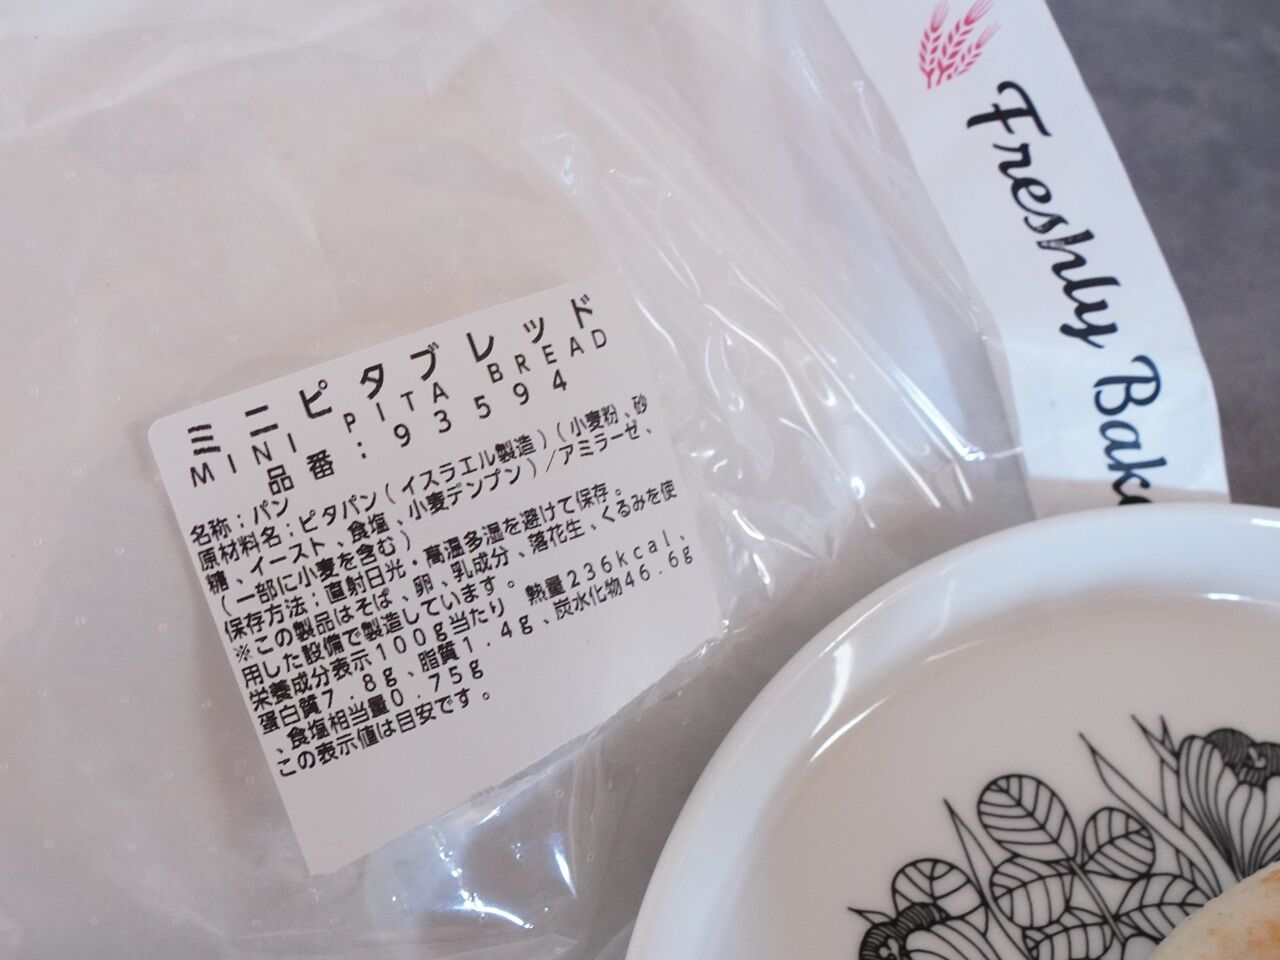 Freshly Bake
ミニピタブレッド
MINI PITA BREAD
品番:93594
名称:パン
原材料名:ピタパン(イスラエル製造)(小麦粉、砂
糖、イースト、食塩、小麦デンプン)/アミラーゼ、
(一部に小麦を含む)
保存方法:直射日光・高温多湿を避けて保存。
※この製品はそば、卵、乳成分、落花生、くるみを使
用した設備で製造しています。
栄養成分表示100g当たり 熱量236kcal、
蛋白質7.8g、脂質1.4g、炭水化物46.6g
、食塩相当量0.75g
この表示値は目安です。